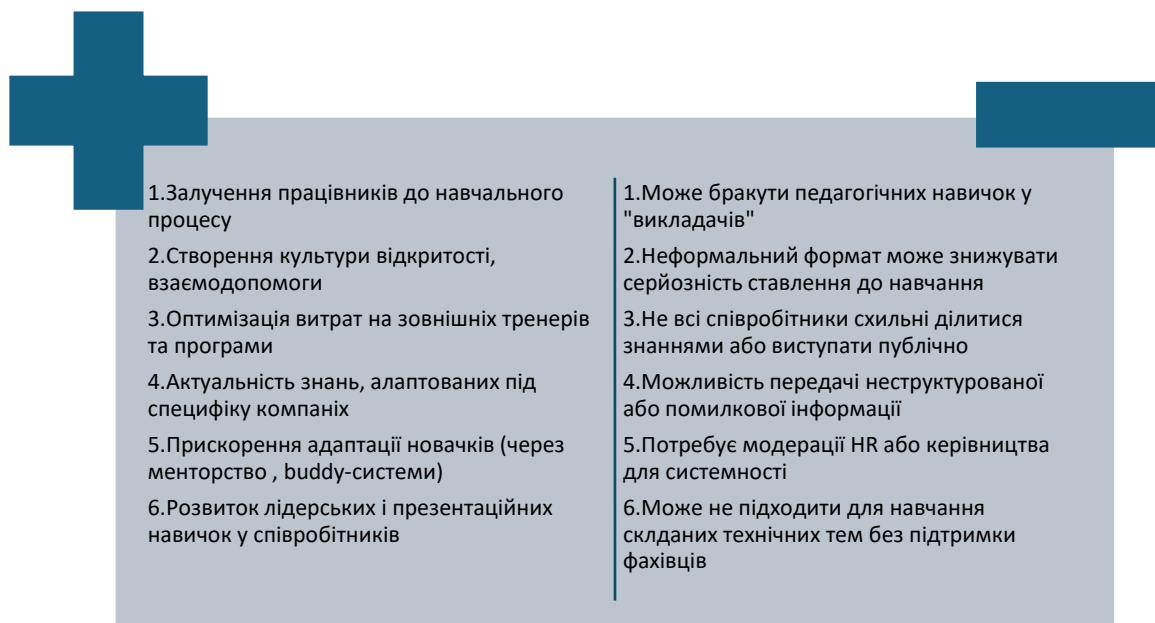 1.Залучення працівників до навчального
процесу
2.Створення культури відкритості,
взаємодопомоги
3.Оптимізація витрат на зовнішніх тренерів
та програми
4.Актуальність знань, алаптованих під
специфіку компаніх
5.Прискорення адаптації новачків (через
менторство , buddy-системи)
6.Розвиток лідерських і презентаційних
навичок у співробітників
1.Може бракути педагогічних навичок у
"викладачів"
2.Неформальний формат може знижувати
серйозність ставлення до навчання
3.Не всі співробітники схильні ділитися
знаннями або виступати публічно
4.Можливість передачі неструктурованої
або помилкової інформації
5.Потребує модерації HR або керівництва
для системності
6.Може не підходити для навчання
склданих технічних тем без підтримки
фахівців